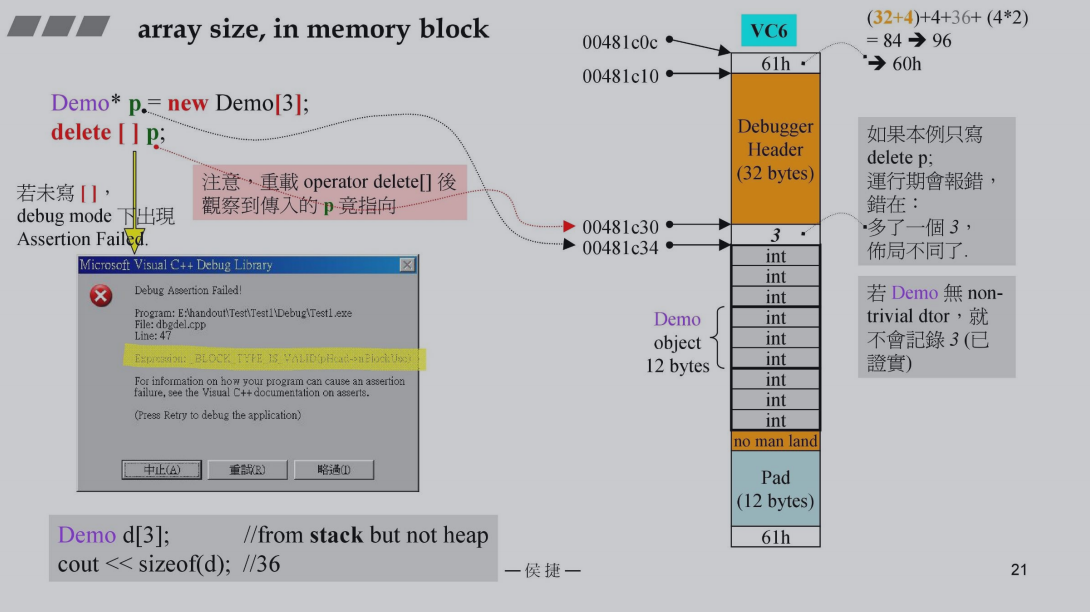 array size, in memory block
Demo* p = new Demo[3];
delete [ ] p;
若未寫 [ ],
debug mode 下出現
Assertion Failed.
注意,重載 operator delete[] 後
觀察到傳入的 p 竟指向
Microsoft Visual C++ Debug Library
Debug Assertion Failed!
Program: E:\handout\Test\Test1\Debug\Test1.exe
File: dbgdel.cpp
Line: 47
Expression: _BLOCK_TYPE_IS_VALID(pHead->nBlockUse)
For information on how your program can cause an assertion
failure, see the Visual C++ documentation on asserts.
(Press Retry to debug the application)
中止(A)
重試(R)
略過(I)
Demo d[3]; //from stack but not heap
cout << sizeof(d); //36
VC6
00481c0c
61h
00481c10
Debugger
Header
(32 bytes)
00481c30
3
00481c34
int
int
int
Demo
object
12 bytes
int
int
int
int
int
int
no man land
Pad
(12 bytes)
61h
(32+4)+4+36+ (4*2)
= 84 ➔ 96
➔ 60h
如果本例只寫
delete p;
運行期會報錯,
錯在:
多了一個 3,
佈局不同了.
若 Demo 無 non-
trivial dtor,就
不會記錄 3 (已
證實)
—侯捷—
21